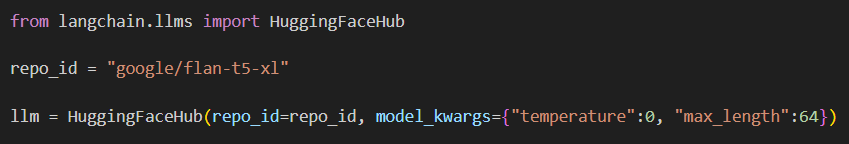 from langchain.llms import HuggingFaceHub
repo_id = "google/flan-t5-xl"
llm = HuggingFaceHub(repo_id=repo_id, model_kwargs={"temperature":0, "max_length":64})